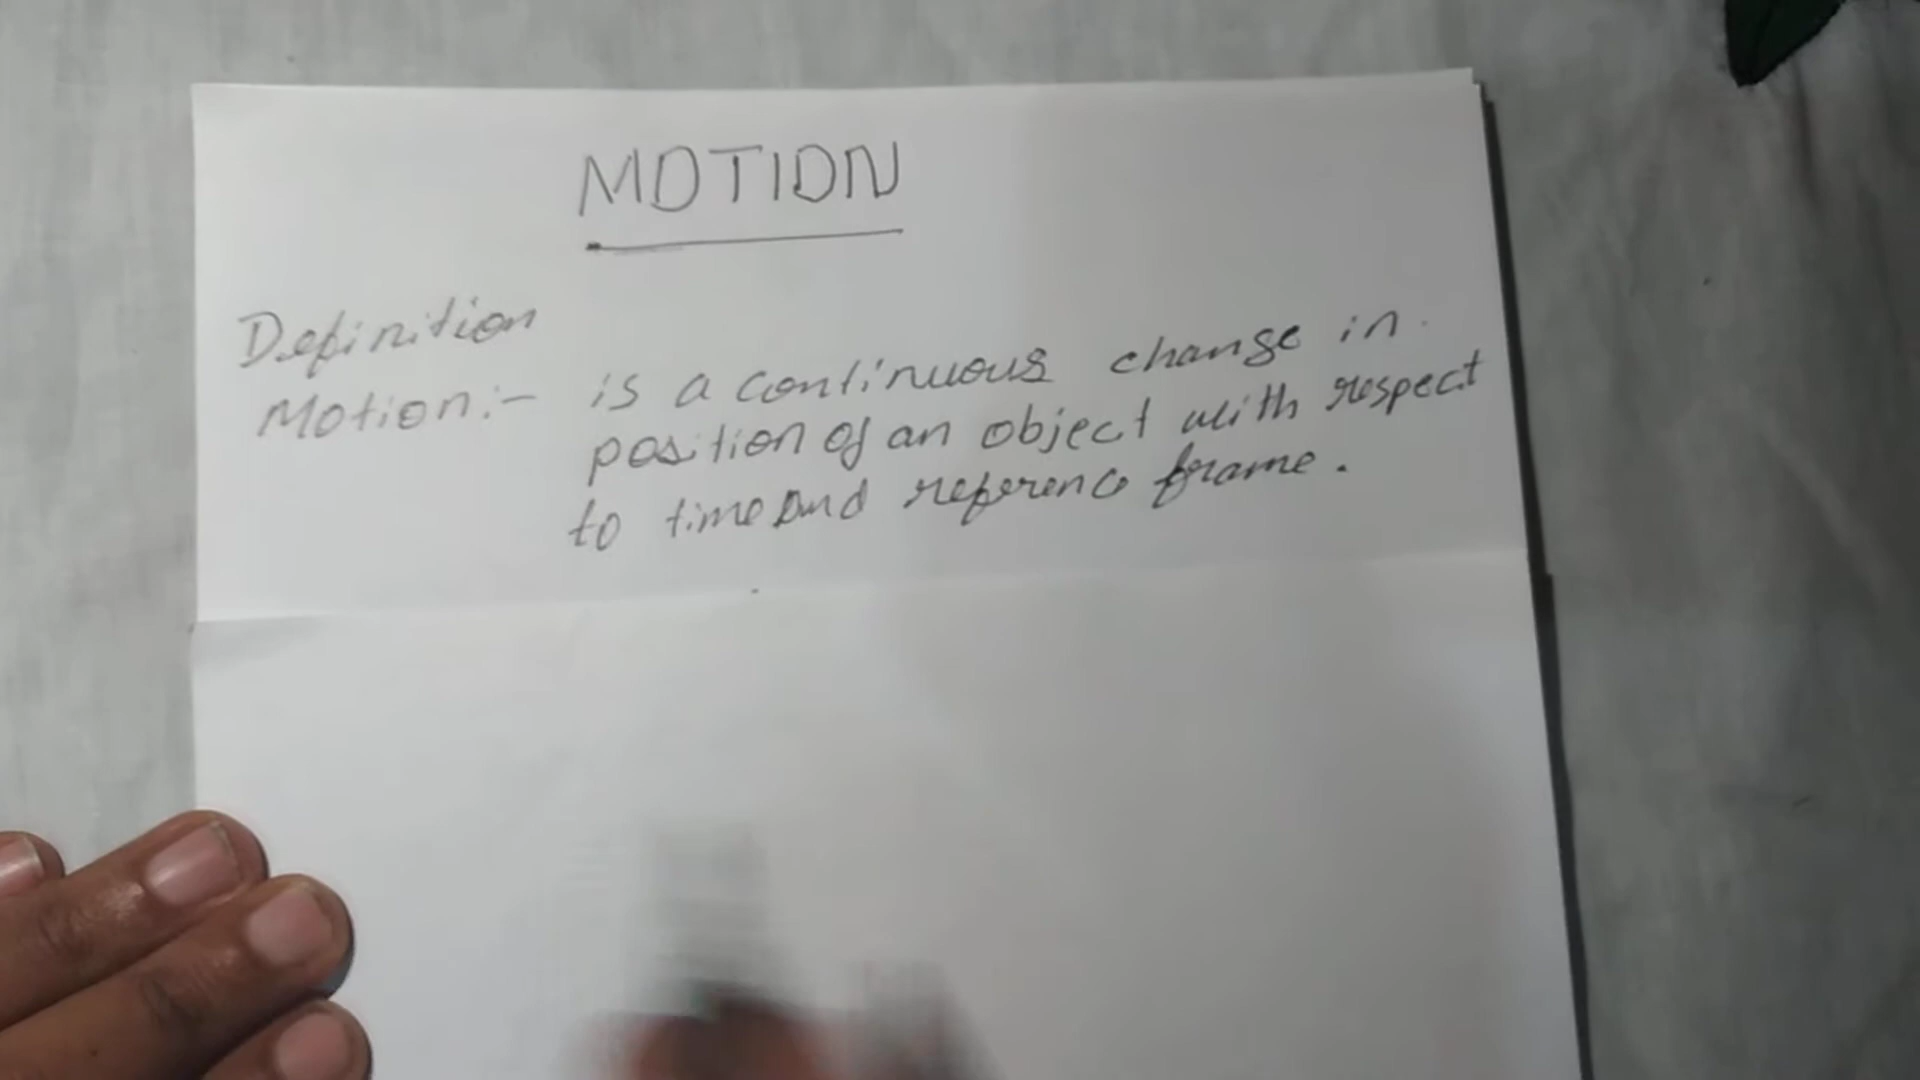 MOTION
Definition
Motion:- is a continuous change in
position of an object with respect
to time and reference frame.